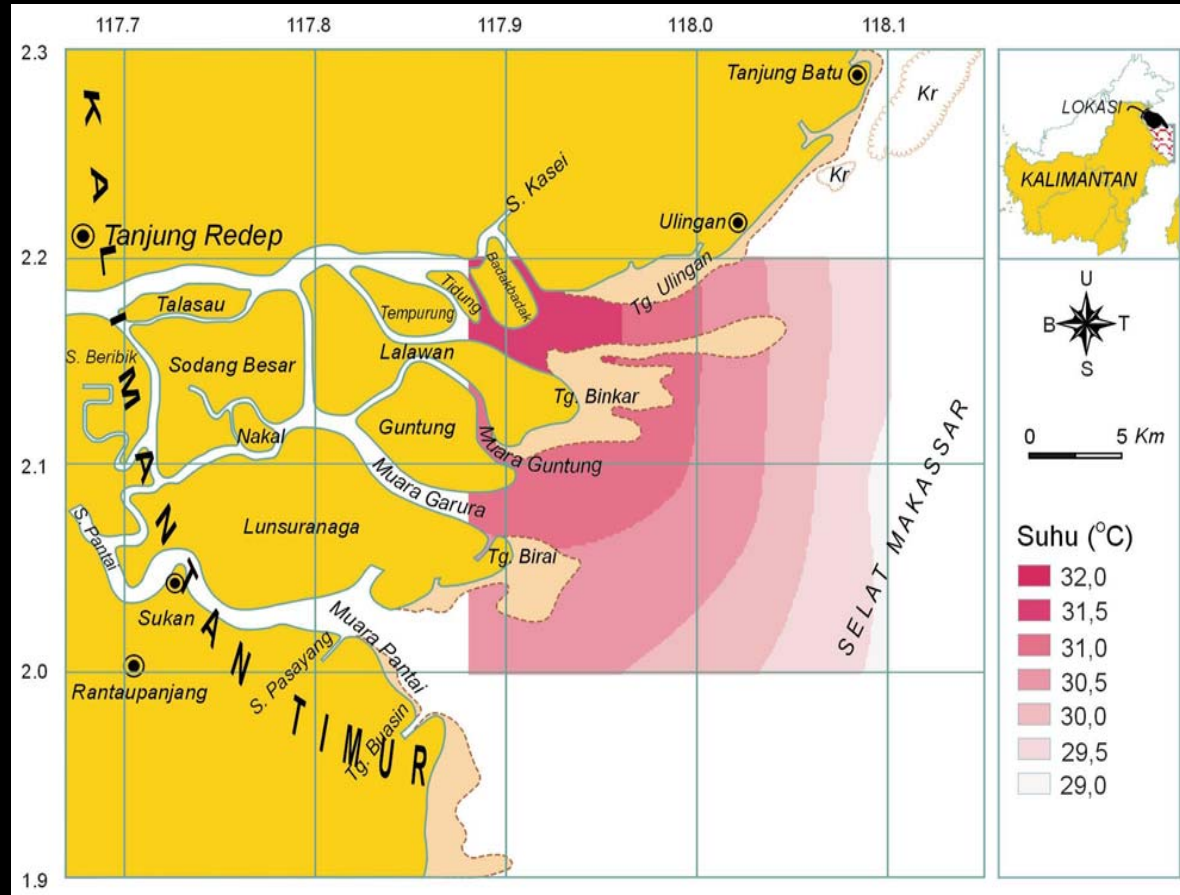 117.7 117.8 117.9 118.0 118.1
2.3
2.2
2.1
2.0
1.9
Tanjung Batu
Kr
Kr
S. Kasei
Ulingan
Tanjung Redep
Tg. Ulingan
Badakbadak
Tidung
Talasau
Tempurung
S. Beribik
Lalawan
Sodang Besar
Tg. Binkar
Guntung
Nakal
Muara Guntung
Muara Garura
S. Pantai
Lunsuranaga
Tg. Birai
Sukan
Muara Pantai
S. Pasayang
Rantaupanjang
Tg. Buasin
KALIMANTAN TIMUR
SELAT MAKASSAR
LOKASI
KALIMANTAN
U
B T
S
0 5 Km
Suhu (°C)
32,0
31,5
31,0
30,5
30,0
29,5
29,0